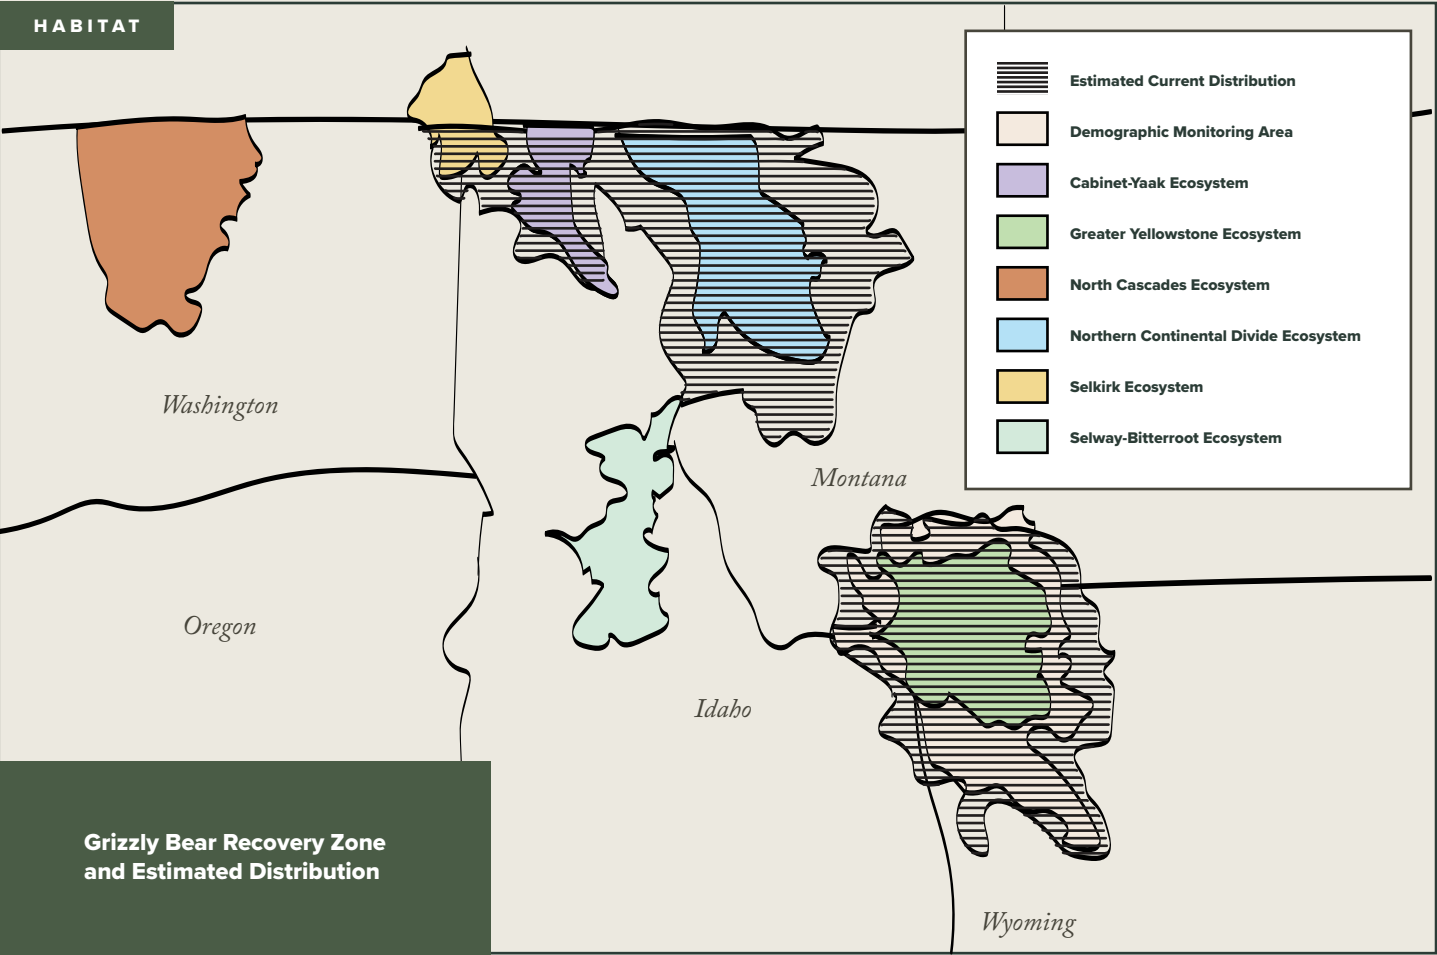 HABITAT
Estimated Current Distribution
Demographic Monitoring Area
Cabinet-Yaak Ecosystem
Greater Yellowstone Ecosystem
North Cascades Ecosystem
Northern Continental Divide Ecosystem
Selkirk Ecosystem
Selway-Bitterroot Ecosystem
Washington
Montana
Oregon
Idaho
Wyoming
Grizzly Bear Recovery Zone
and Estimated Distribution